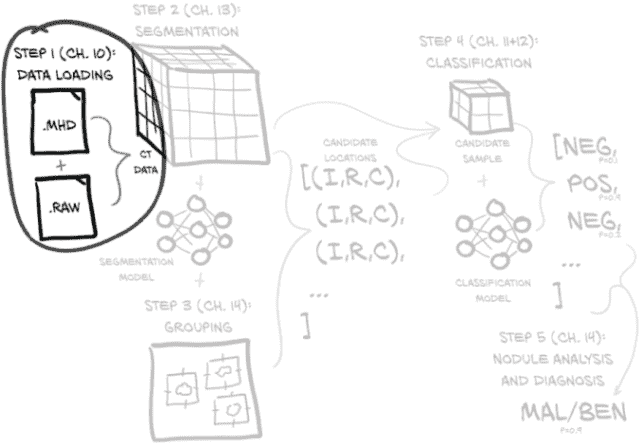 STEP 1 (CH. 10):
DATA LOADING
.MHD
+
.RAW
CT
DATA
STEP 2 (CH. 13):
SEGMENTATION
+
SEGMENTATION
MODEL
+
STEP 3 (CH. 14):
GROUPING
CANDIDATE
LOCATIONS
[(I,R,C),
(I,R,C),
(I,R,C),
...
]
STEP 4 (CH. 11+12):
CLASSIFICATION
CANDIDATE
SAMPLE
+
CLASSIFICATION
MODEL
[NEG,
P=0.1
POS,
P=0.9
NEG,
P=0.2
...
]
STEP 5 (CH. 14):
NODULE ANALYSIS
AND DIAGNOSIS
MAL/BEN
P=0.9